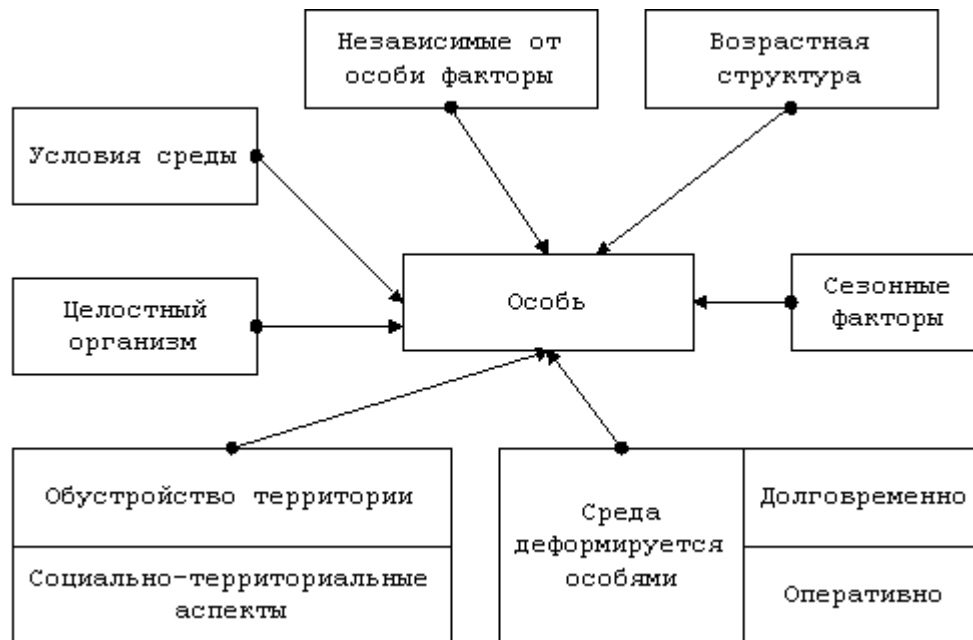 Независимые от
особи факторы
Возрастная
структура
Условия среды
Целостный
организм
Особь
Сезонные
факторы
Обустройство территории
Социально-территориальные
аспекты
Среда
деформируется
особями
Долговременно
Оперативно